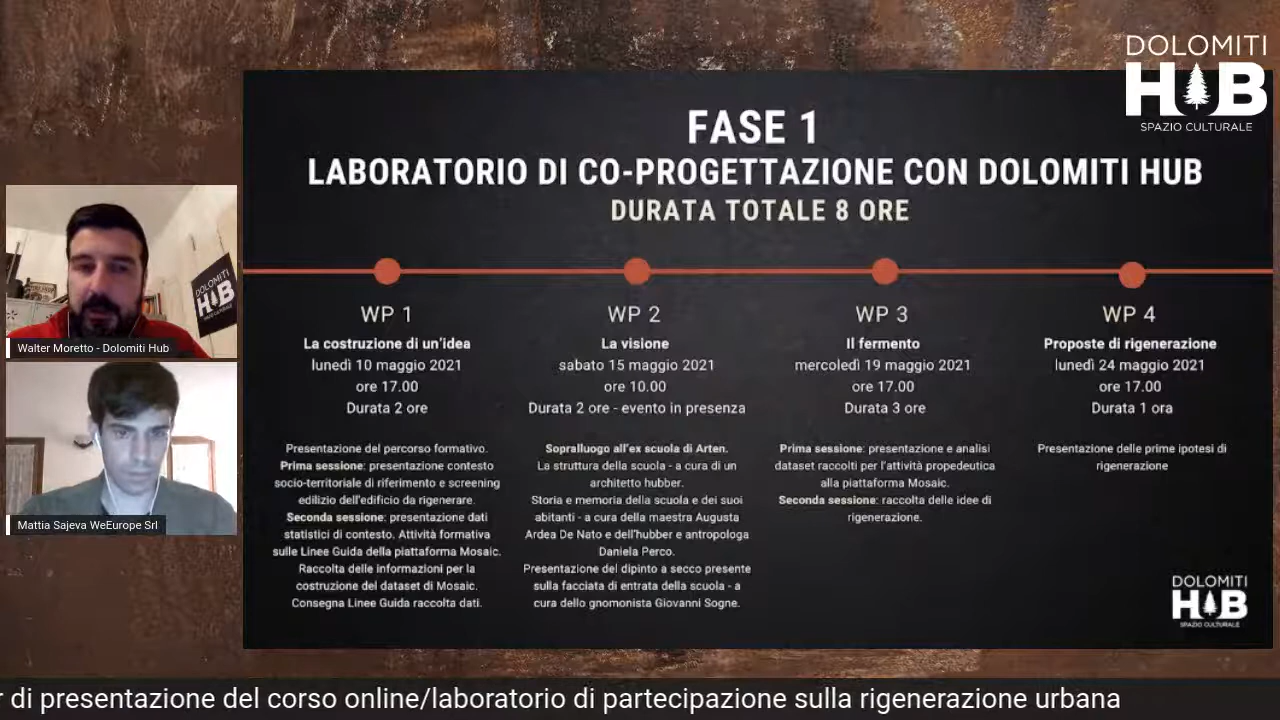 DOLOMITI
HUB
SPAZIO CULTURALE
FASE 1
LABORATORIO DI CO-PROGETTAZIONE CON DOLOMITI HUB
DURATA TOTALE 8 ORE
WP 1
La costruzione di un'idea
lunedì 10 maggio 2021
ore 17.00
Durata 2 ore
Presentazione del percorso formativo.
Prima sessione: presentazione contesto
socio-territoriale di riferimento e screening
edilizio dell'edificio da rigenerare.
Seconda sessione: presentazione dati
statistici di contesto. Attività formativa
sulle Linee Guida della piattaforma Mosaic.
Raccolta delle informazioni per la
costruzione del dataset di Mosaic.
Consegna Linee Guida raccolta dati.
WP 2
La visione
sabato 15 maggio 2021
ore 10.00
Durata 2 ore - evento in presenza
Sopralluogo all'ex scuola di Arten.
La struttura della scuola - a cura di un
architetto hubber.
Storia e memoria della scuola e dei suoi
abitanti - a cura della maestra Augusta
Ardea De Nato e dell'hubber e antropologa
Daniela Perco.
Presentazione del dipinto a secco presente
sulla facciata di entrata della scuola - a
cura dello gnomonista Giovanni Sogne.
WP 3
Il fermento
mercoledì 19 maggio 2021
ore 17.00
Durata 3 ore
Prima sessione: presentazione e analisi
dataset raccolti per l'attività propedeutica
alla piattaforma Mosaic.
Seconda sessione: raccolta delle idee di
rigenerazione.
WP 4
Proposte di rigenerazione
lunedì 24 maggio 2021
ore 17.00
Durata 1 ora
Presentazione delle prime ipotesi di
rigenerazione
DOLOMITI
HUB
SPAZIO CULTURALE
DOLOMITI
HUB
Walter Moretto - Dolomiti Hub
Mattia Sajeva WeEurope Srl
r di presentazione del corso online/laboratorio di partecipazione sulla rigenerazione urbana